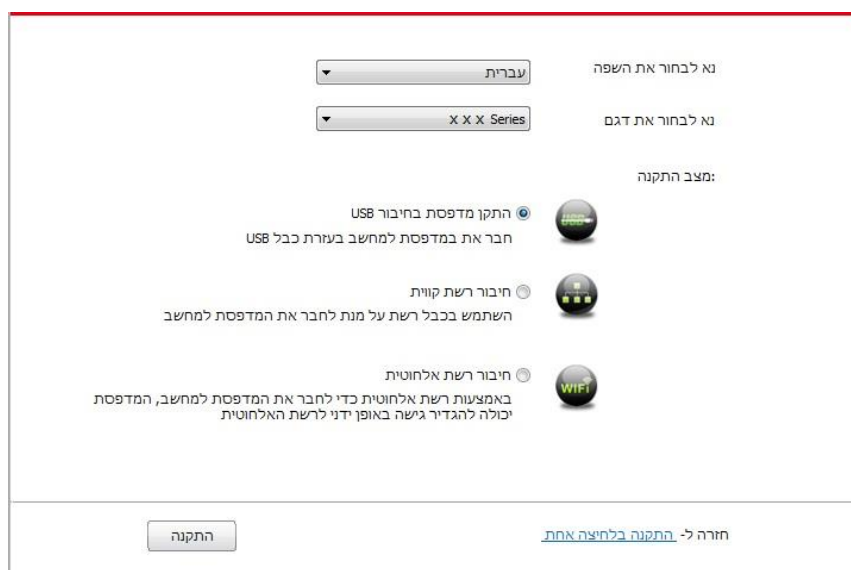 נא לבחור את השפה
עברית
נא לבחור את דגם
X X X Series
מצב התקנה:
USB
התקן מדפסת בחיבור USB
חבר את במדפסת למחשב בעזרת כבל USB
חיבור רשת קווית
השתמש בכבל רשת על מנת לחבר את המדפסת למחשב
WiFi
חיבור רשת אלחוטית
באמצעות רשת אלחוטית כדי לחבר את המדפסת למחשב, המדפסת
יכולה להגדיר גישה באופן ידני לרשת האלחוטית
חזרה ל- התקנה בלחיצה אחת
התקנה